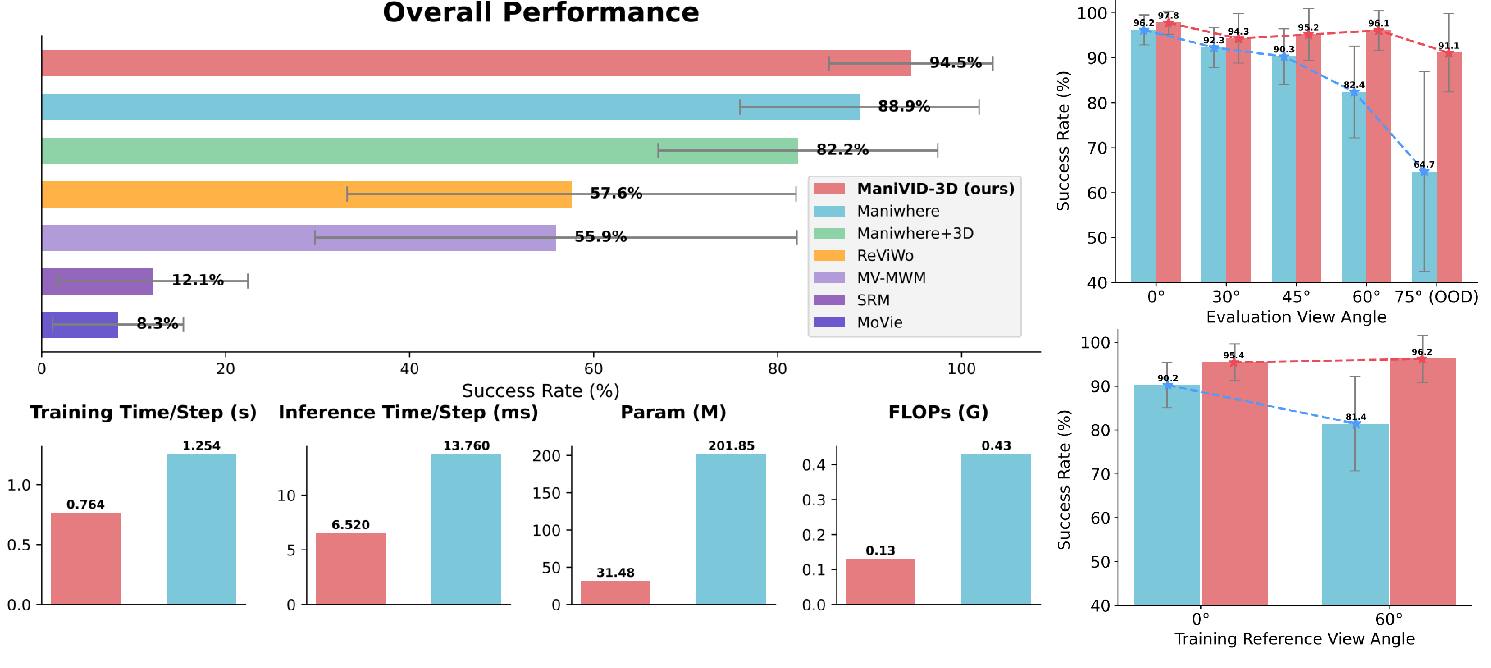 Overall Performance
94.5%
88.9%
82.2%
57.6%
55.9%
12.1%
8.3%
ManiVID-3D (ours)
Maniwhere
Maniwhere+3D
ReViWo
MV-MWM
SRM
MoVie
0 20 40 60 80 100
Success Rate (%)
Training Time/Step (s)
1.254
0.764
1.0
0.5
0.0
Inference Time/Step (ms)
13.760
6.520
10
5
0
Param (M)
201.85
31.48
200
150
100
50
0
FLOPs (G)
0.43
0.13
0.4
0.3
0.2
0.1
0.0
100
90
80
70
60
50
40
Success Rate (%)
96.2 97.8 92.3 94.3 90.3 95.2 82.4 96.1 64.7 91.1
0° 30° 45° 60° 75° (OOD)
Evaluation View Angle
100
90
80
70
60
50
40
Success Rate (%)
90.2 95.4 81.4 96.2
0° 60°
Training Reference View Angle